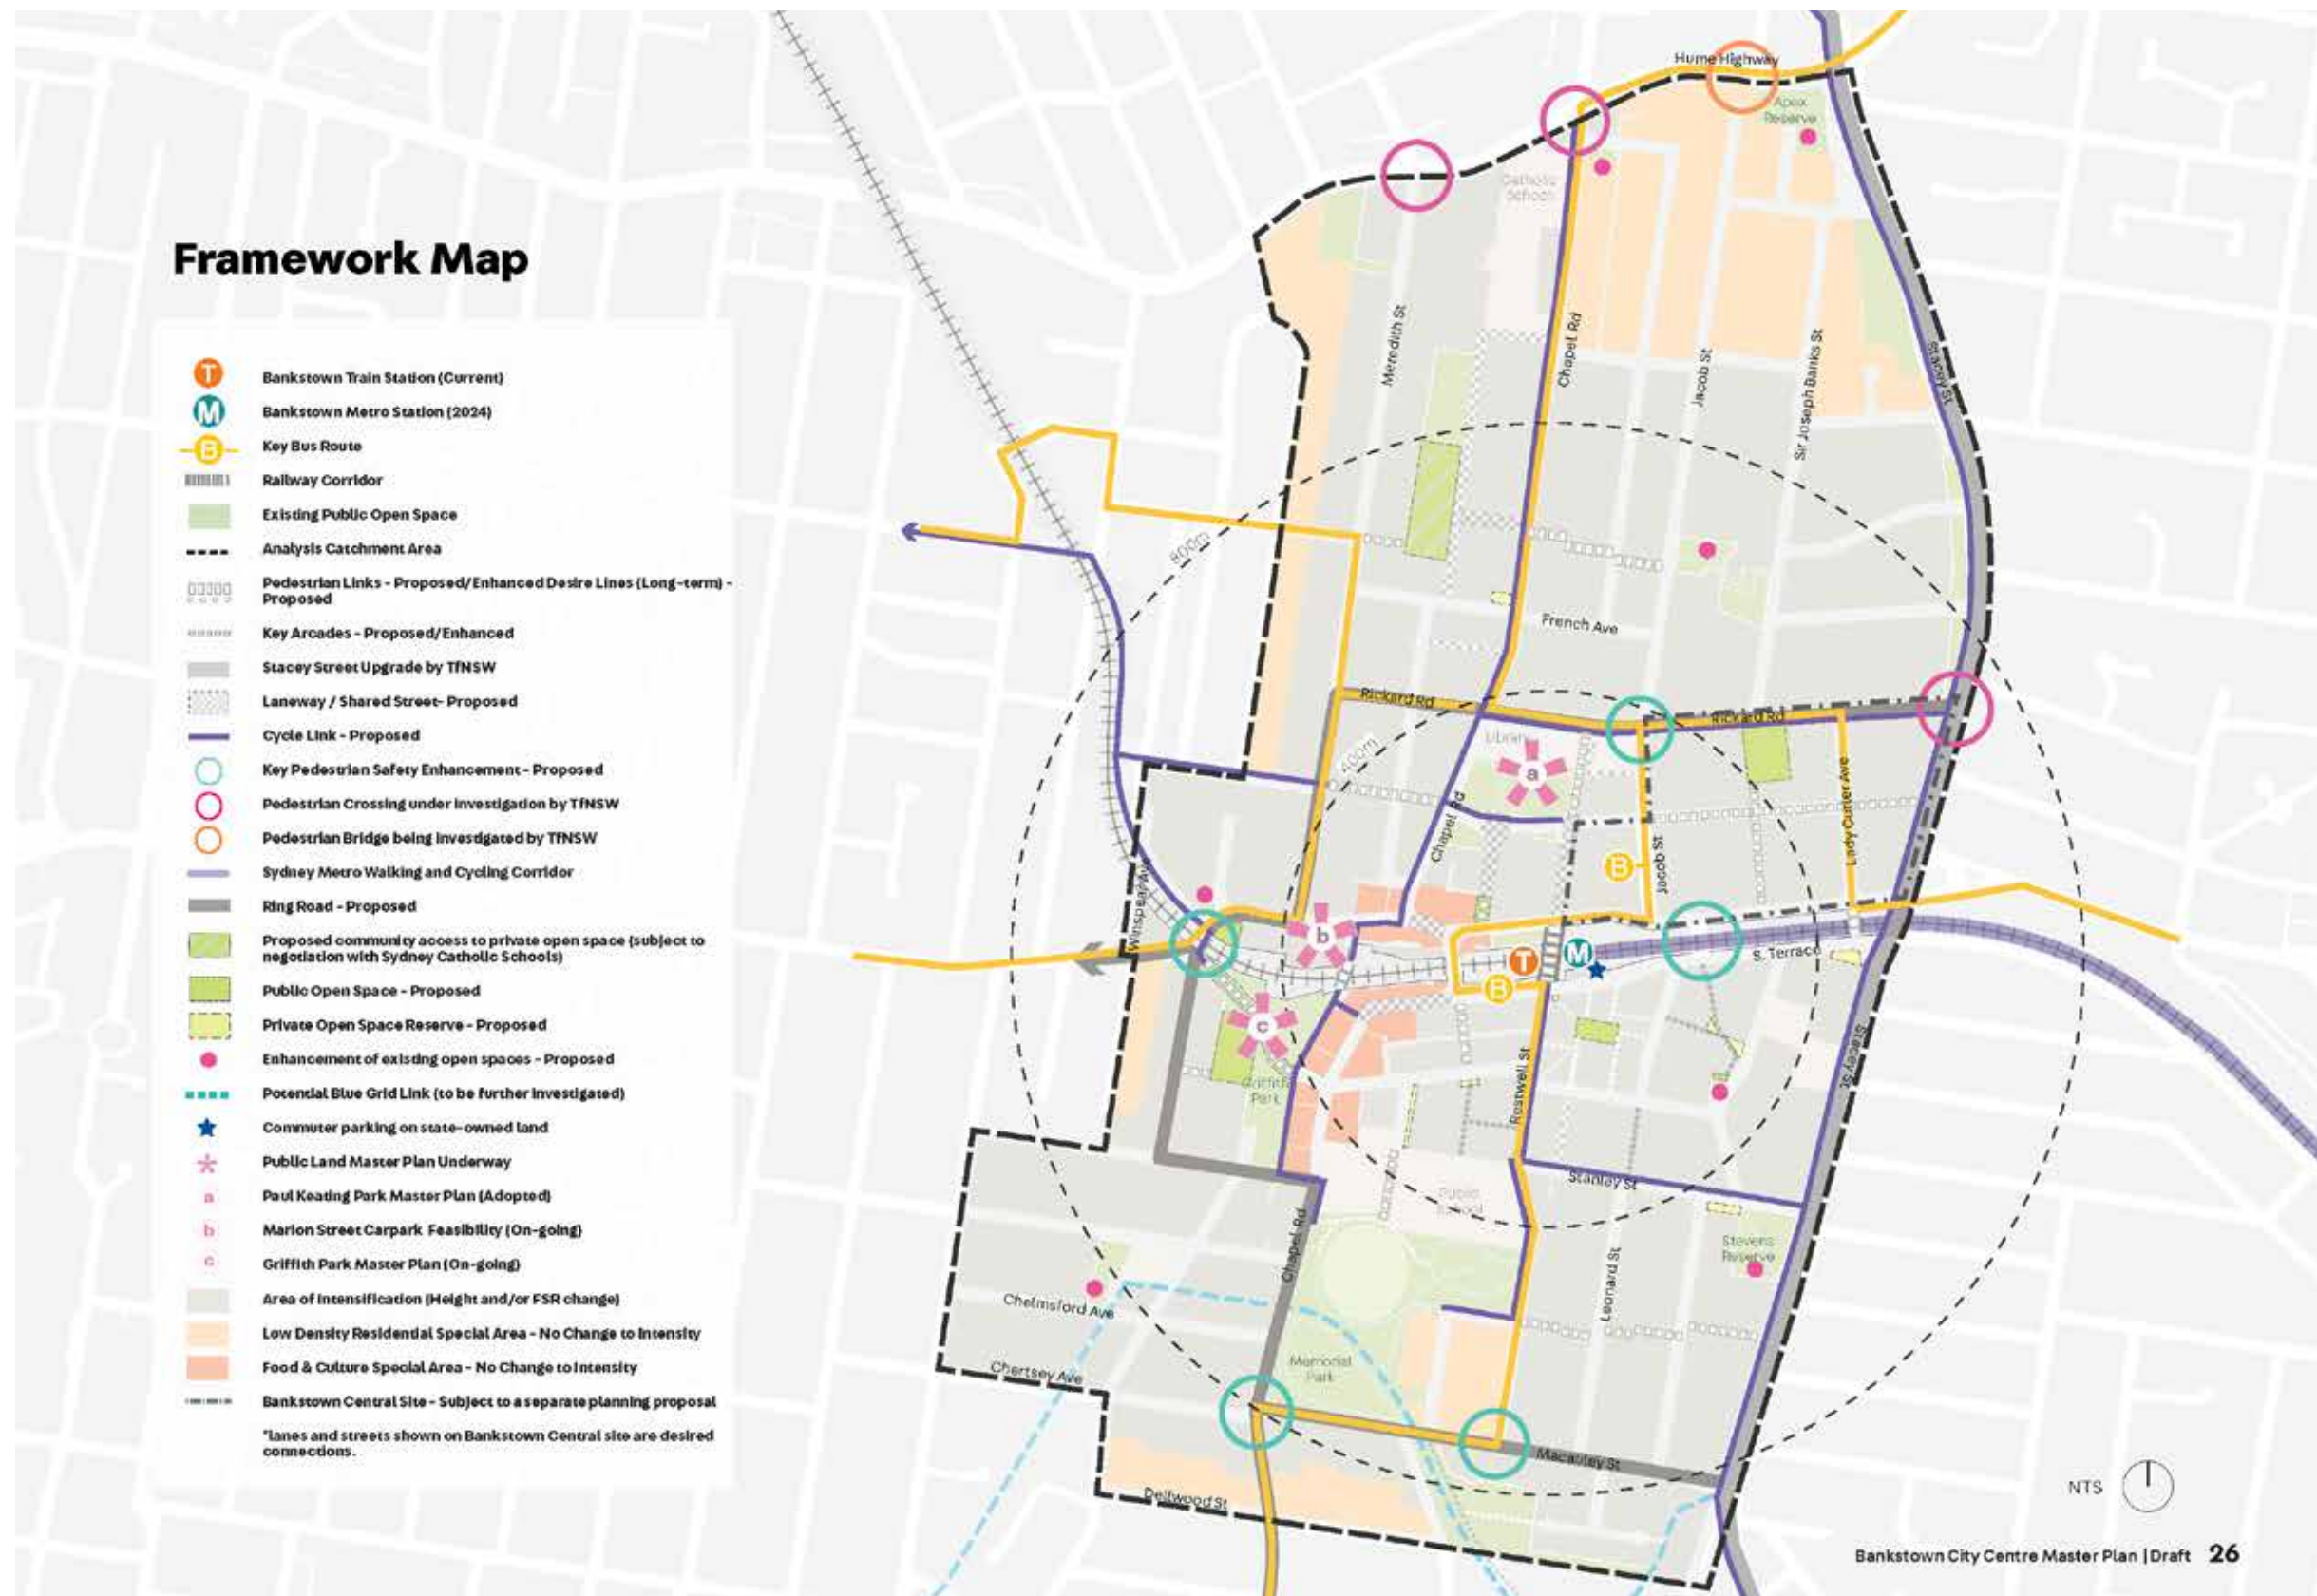 Framework Map
T
Bankstown Train Station (Current)
M
Bankstown Metro Station (2024)
B
Key Bus Route
Railway Corridor
Existing Public Open Space
Analysis Catchment Area
Pedestrian Links - Proposed/Enhanced Desire Lines (Long-term) -
Proposed
Key Arcades - Proposed/Enhanced
Stacey Street Upgrade by TfNSW
Laneway / Shared Street- Proposed
Cycle Link - Proposed
Key Pedestrian Safety Enhancement - Proposed
Pedestrian Crossing under investigation by TfNSW
Pedestrian Bridge being investigated by TfNSW
Sydney Metro Walking and Cycling Corridor
Ring Road - Proposed
Proposed community access to private open space (subject to
negotiation with Sydney Catholic Schools)
Public Open Space - Proposed
Private Open Space Reserve - Proposed
Enhancement of existing open spaces - Proposed
Potential Blue Grid Link (to be further investigated)
Commuter parking on state-owned land
Public Land Master Plan Underway
a
Paul Keating Park Master Plan (Adopted)
b
Marion Street Carpark Feasibility (On-going)
c
Griffith Park Master Plan (On-going)
Area of Intensification (Height and/or FSR change)
Low Density Residential Special Area - No Change to Intensity
Food & Culture Special Area - No Change to Intensity
Bankstown Central Site - Subject to a separate planning proposal
*lanes and streets shown on Bankstown Central site are desired
connections.
Hume Highway
Apex
Reserve
Catholic
School
Meredith St
Chapel Rd
Jacob St
Sir Joseph Banks St
Stacey St
800m
French Ave
Rickard Rd
Rickard Rd
Library
400m
a
Chapel Rd
Jacob St
Lady Cutler Ave
B
Winspear Ave
b
T
M
S. Terrace
B
c
Griffith
Park
Restwell St
Stacey St
Stanley St
Public
School
Chapel Rd
Leonard St
Stevens
Reserve
Chelmsford Ave
Chertsey Ave
Memorial
Park
Macauley St
Dellwood St
NTS
Bankstown City Centre Master Plan | Draft 26